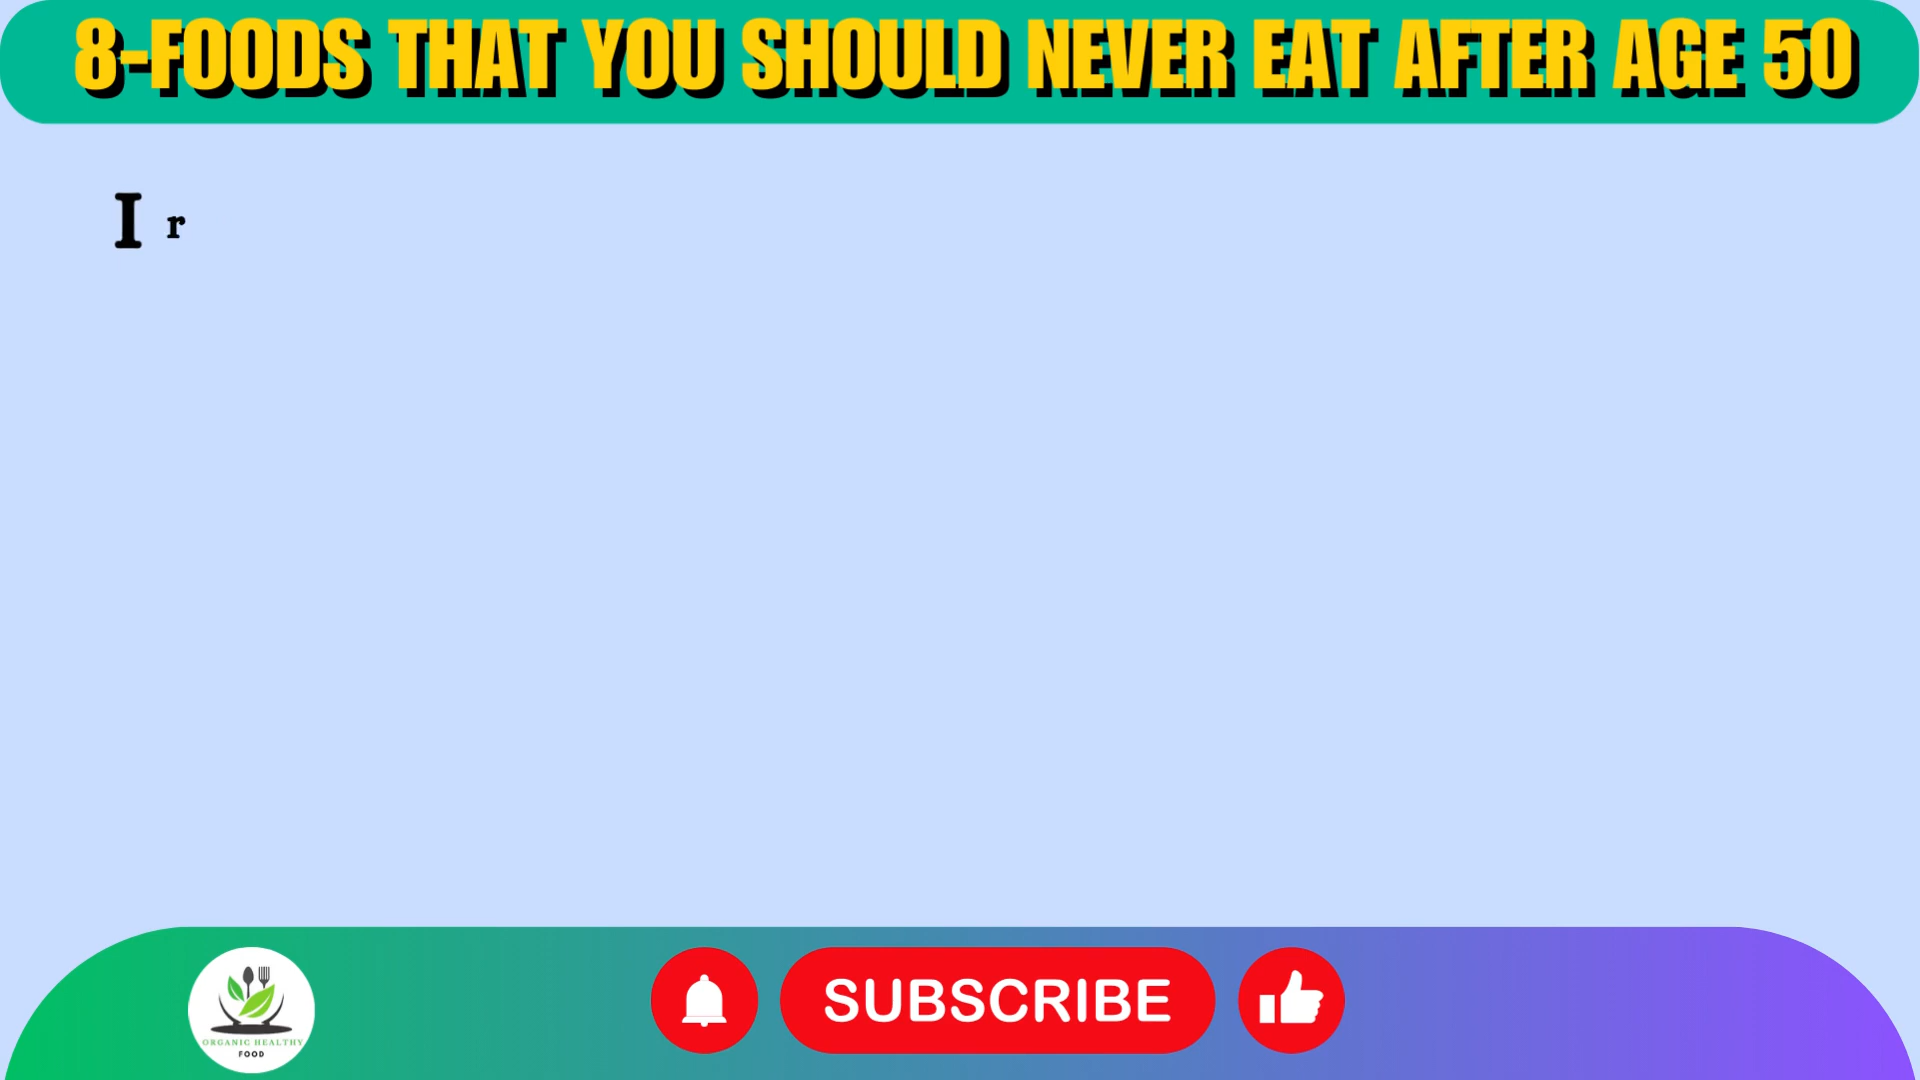 8-FOODS THAT YOU SHOULD NEVER EAT AFTER AGE 50
I r
ORGANIC HEALTHY
FOOD
SUBSCRIBE